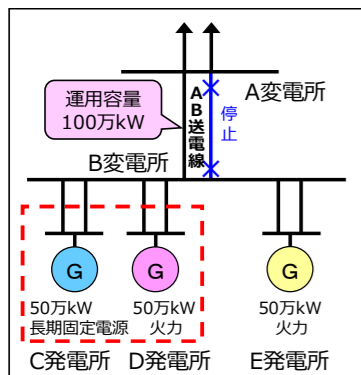 A変電所
運用容量
100万kW
AB送電線
停止
B変電所
G
G
G
50万kW
長期固定電源
50万kW
火力
50万kW
火力
C発電所
D発電所
E発電所